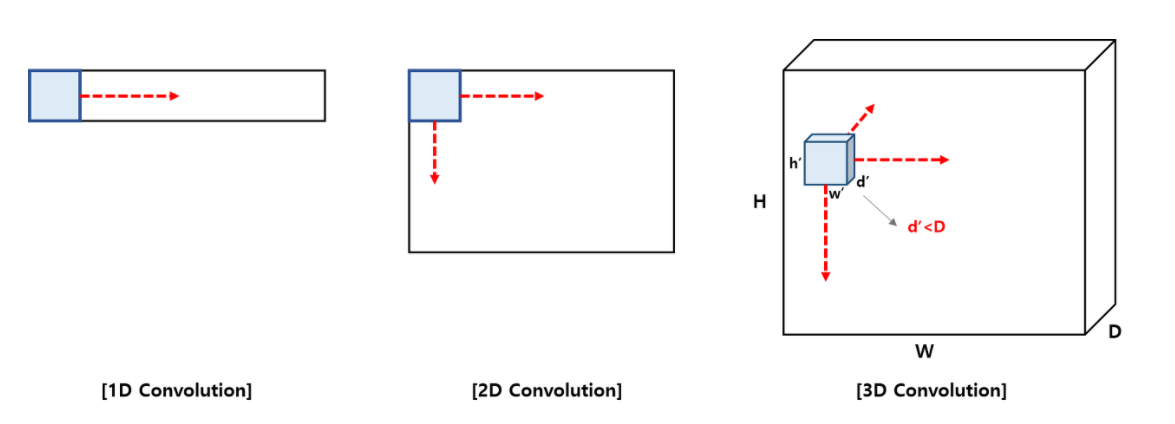 h′
w′
d′
d′<D
H
W
D
[1D Convolution]
[2D Convolution]
[3D Convolution]